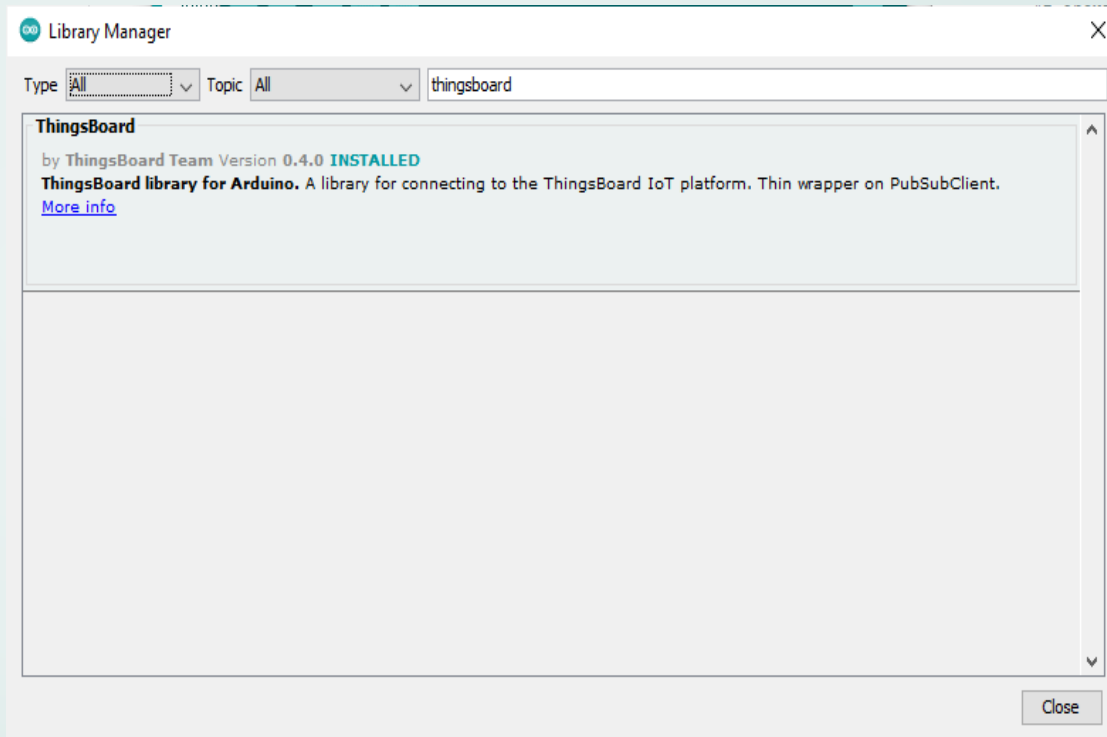 Library Manager
Type All Topic All thingsboard
ThingsBoard
by ThingsBoard Team Version 0.4.0 INSTALLED
ThingsBoard library for Arduino. A library for connecting to the ThingsBoard IoT platform. Thin wrapper on PubSubClient.
More info
Close